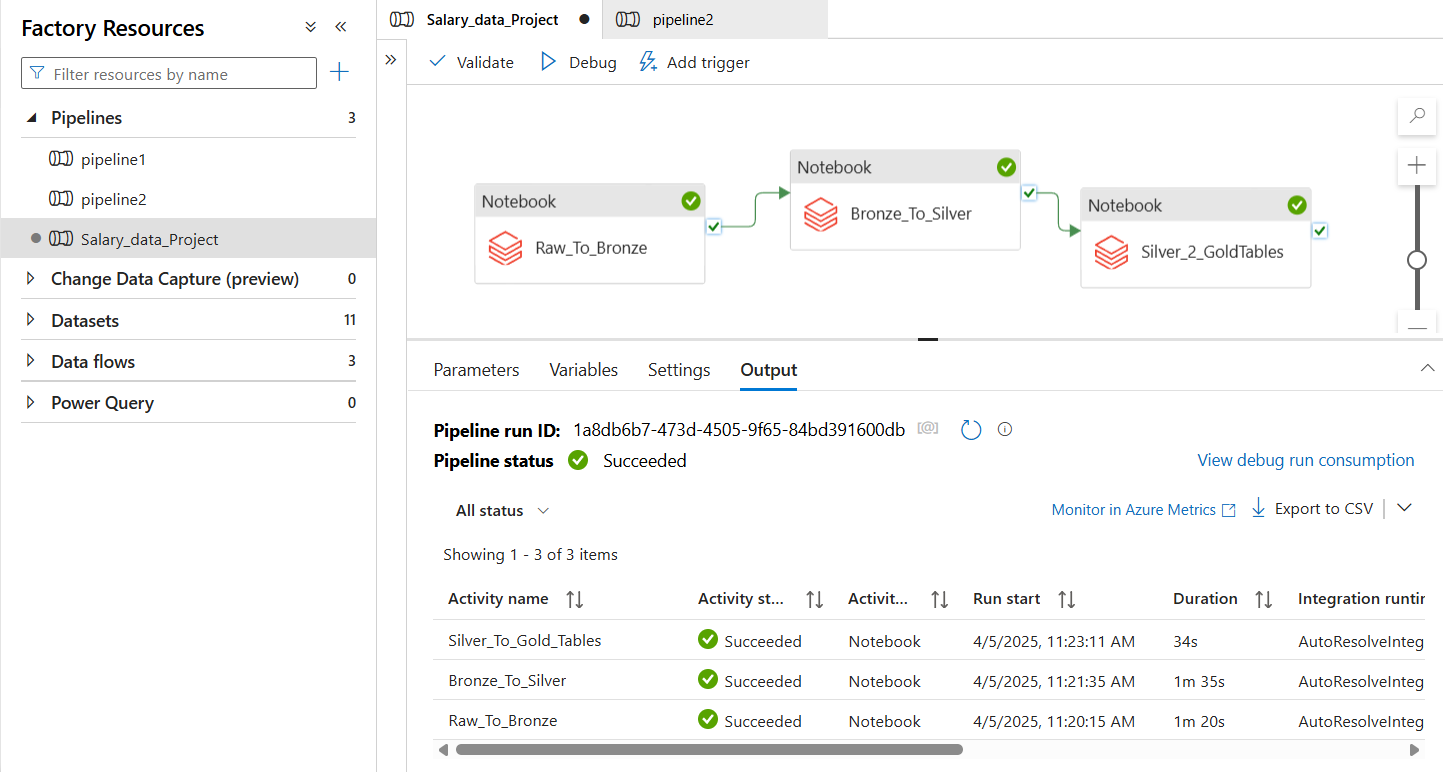 Factory Resources
Filter resources by name
Pipelines 3
pipeline1
pipeline2
Salary_data_Project
Change Data Capture (preview) 0
Datasets 11
Data flows 3
Power Query 0
Salary_data_Project pipeline2
Validate Debug Add trigger
Notebook
Raw_To_Bronze
Notebook
Bronze_To_Silver
Notebook
Silver_2_GoldTables
Parameters Variables Settings Output
Pipeline run ID: 1a8db6b7-473d-4505-9f65-84bd391600db [@]
Pipeline status Succeeded
View debug run consumption
All status Monitor in Azure Metrics Export to CSV
Showing 1 - 3 of 3 items
Activity name Activity st... Activit... Run start Duration Integration runtin
Silver_To_Gold_Tables Succeeded Notebook 4/5/2025, 11:23:11 AM 34s AutoResolveInteg
Bronze_To_Silver Succeeded Notebook 4/5/2025, 11:21:35 AM 1m 35s AutoResolveInteg
Raw_To_Bronze Succeeded Notebook 4/5/2025, 11:20:15 AM 1m 20s AutoResolveInteg